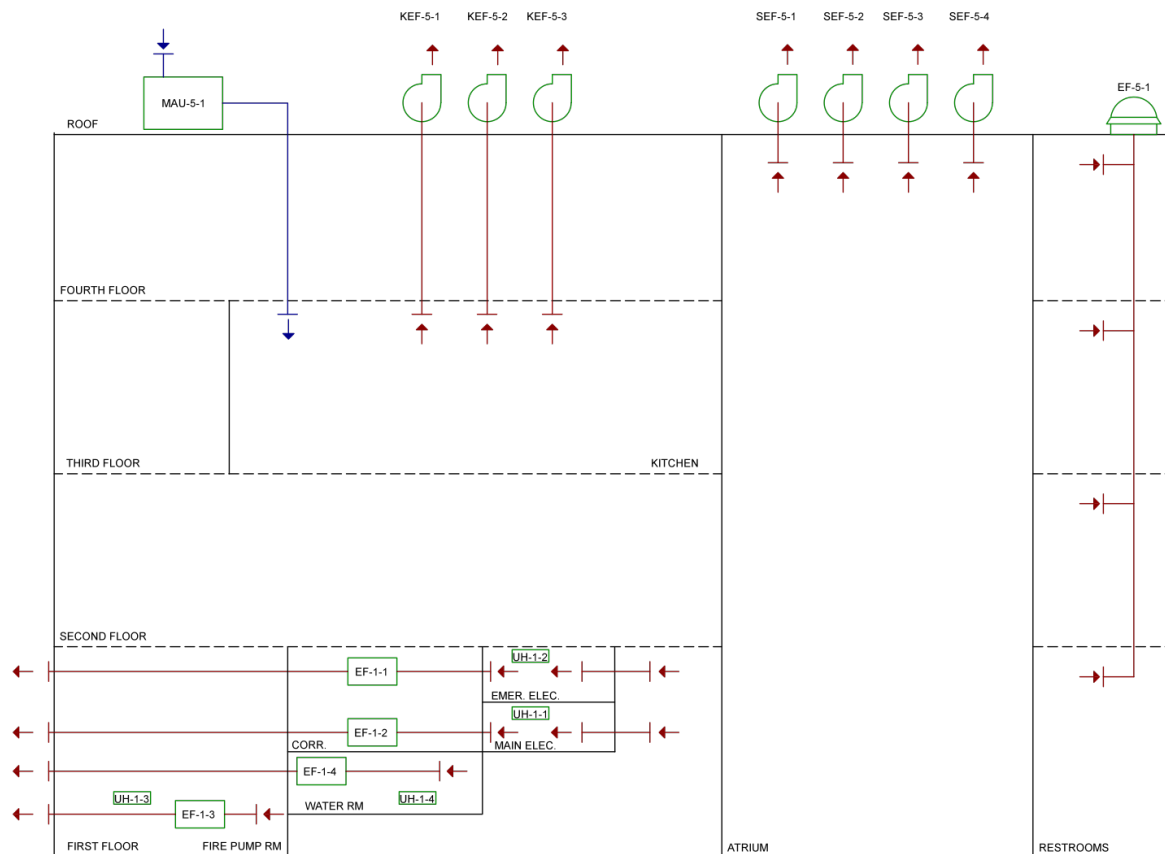 KEF-5-1 KEF-5-2 KEF-5-3 SEF-5-1 SEF-5-2 SEF-5-3 SEF-5-4
EF-5-1
MAU-5-1
ROOF
FOURTH FLOOR
THIRD FLOOR KITCHEN
SECOND FLOOR
UH-1-2
EF-1-1
EMER. ELEC.
UH-1-1
EF-1-2
CORR. MAIN ELEC.
EF-1-4
UH-1-3 UH-1-4
WATER RM
EF-1-3
FIRST FLOOR FIRE PUMP RM ATRIUM RESTROOMS